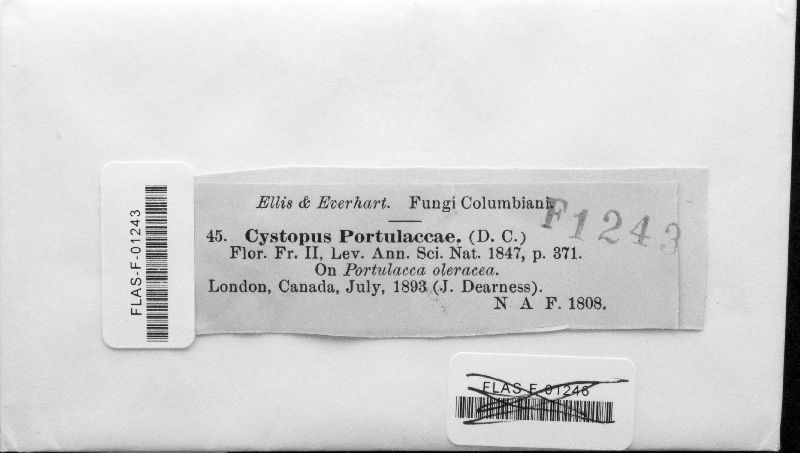 Ellis & Everhart. Fungi Columbiani.
F1243
45. Cystopus Portulaccae. (D. C.)
Flor. Fr. II, Lev. Ann. Sci. Nat. 1847, p. 371.
On Portulacca oleracea.
London, Canada, July, 1893 (J. Dearness).
N A F. 1808.
FLAS-F-01243
FLAS-F-01246